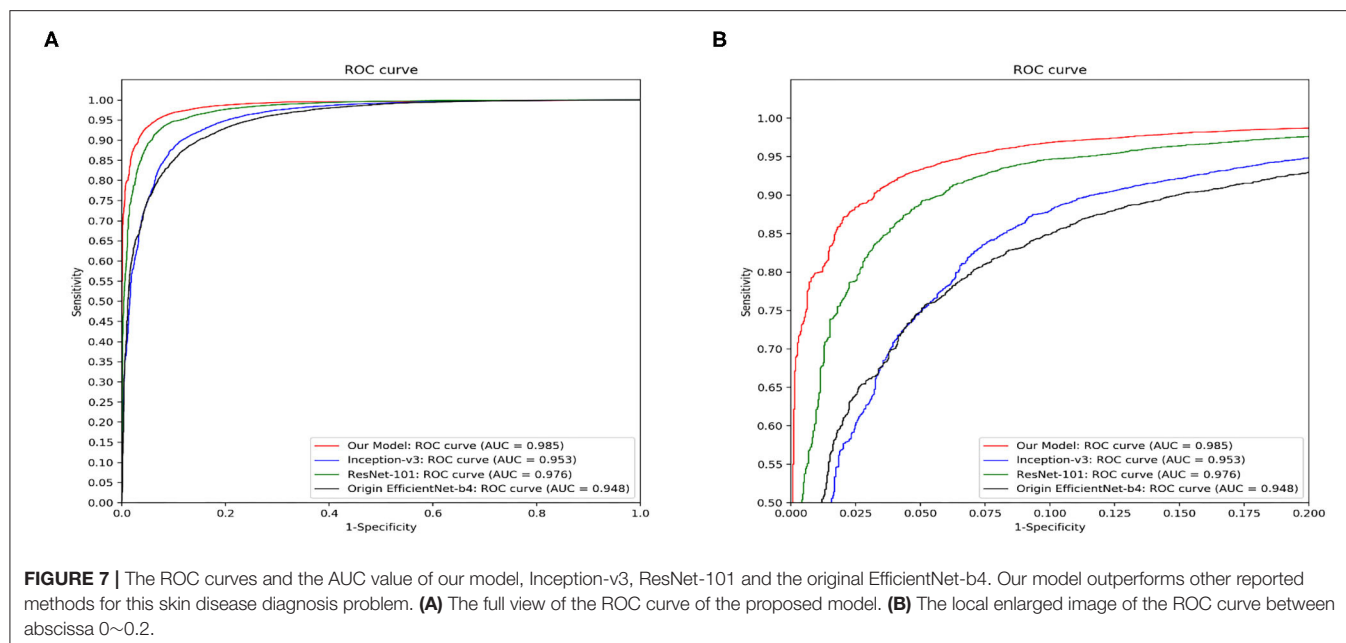 A
ROC curve
1.00
0.95
0.90
0.85
0.80
0.75
0.70
0.65
0.60
0.55
0.50
0.45
0.40
0.35
0.30
0.25
0.20
0.15
0.10
0.05
0.00
Sensitivity
0.0 0.2 0.4 0.6 0.8 1.0
1-Specificity
Our Model: ROC curve (AUC = 0.985)
Inception-v3: ROC curve (AUC = 0.953)
ResNet-101: ROC curve (AUC = 0.976)
Origin EfficientNet-b4: ROC curve (AUC = 0.948)
B
ROC curve
1.00
0.95
0.90
0.85
0.80
0.75
0.70
0.65
0.60
0.55
0.50
Sensitivity
0.000 0.025 0.050 0.075 0.100 0.125 0.150 0.175 0.200
1-Specificity
Our Model: ROC curve (AUC = 0.985)
Inception-v3: ROC curve (AUC = 0.953)
ResNet-101: ROC curve (AUC = 0.976)
Origin EfficientNet-b4: ROC curve (AUC = 0.948)
FIGURE 7 | The ROC curves and the AUC value of our model, Inception-v3, ResNet-101 and the original EfficientNet-b4. Our model outperforms other reported
methods for this skin disease diagnosis problem. (A) The full view of the ROC curve of the proposed model. (B) The local enlarged image of the ROC curve between
abscissa 0~0.2.